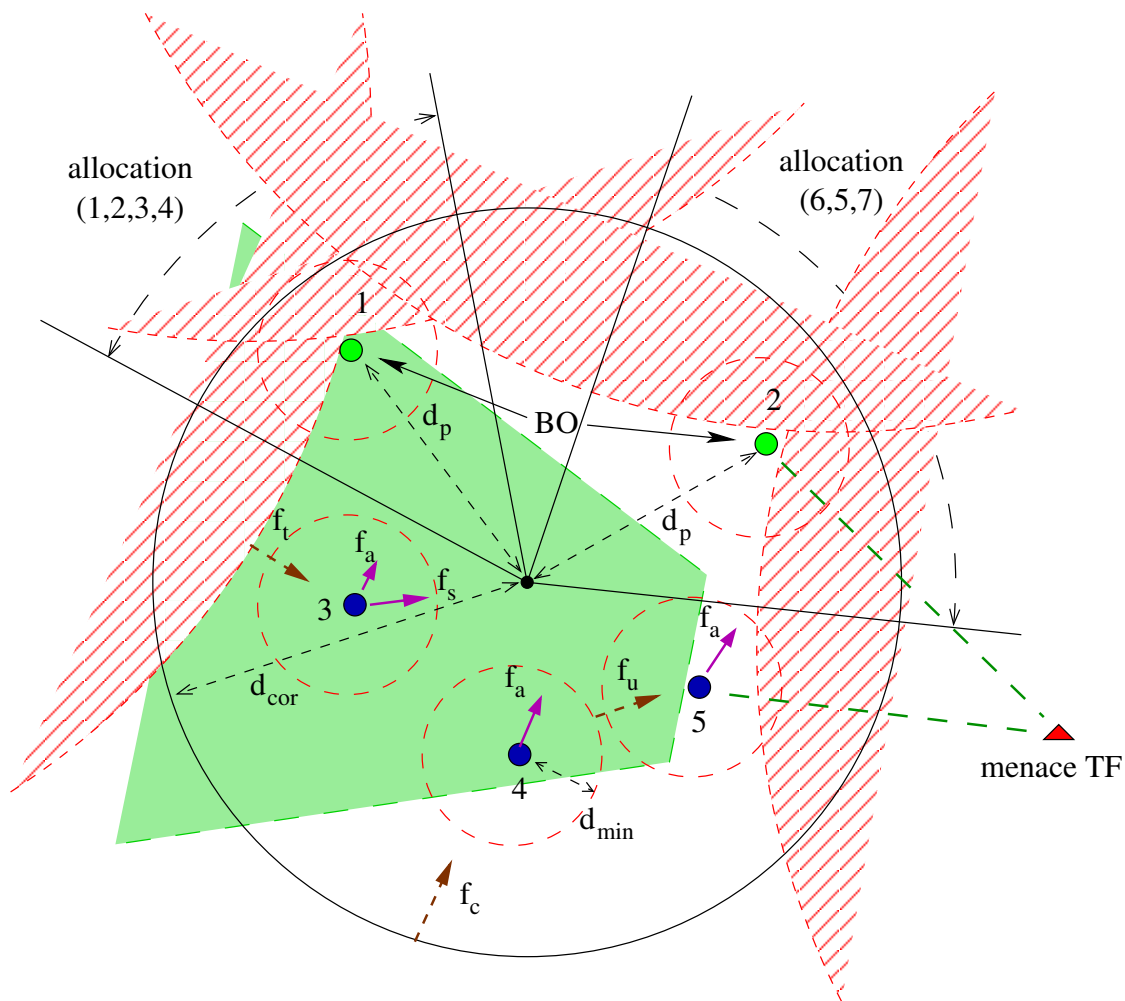 allocation
(1,2,3,4)
allocation
(6,5,7)
1
2
BO
d_p
d_p
f_t
f_a
f_s
3
f_a
d_cor
f_a
f_u
5
4
menace TF
d_min
f_c